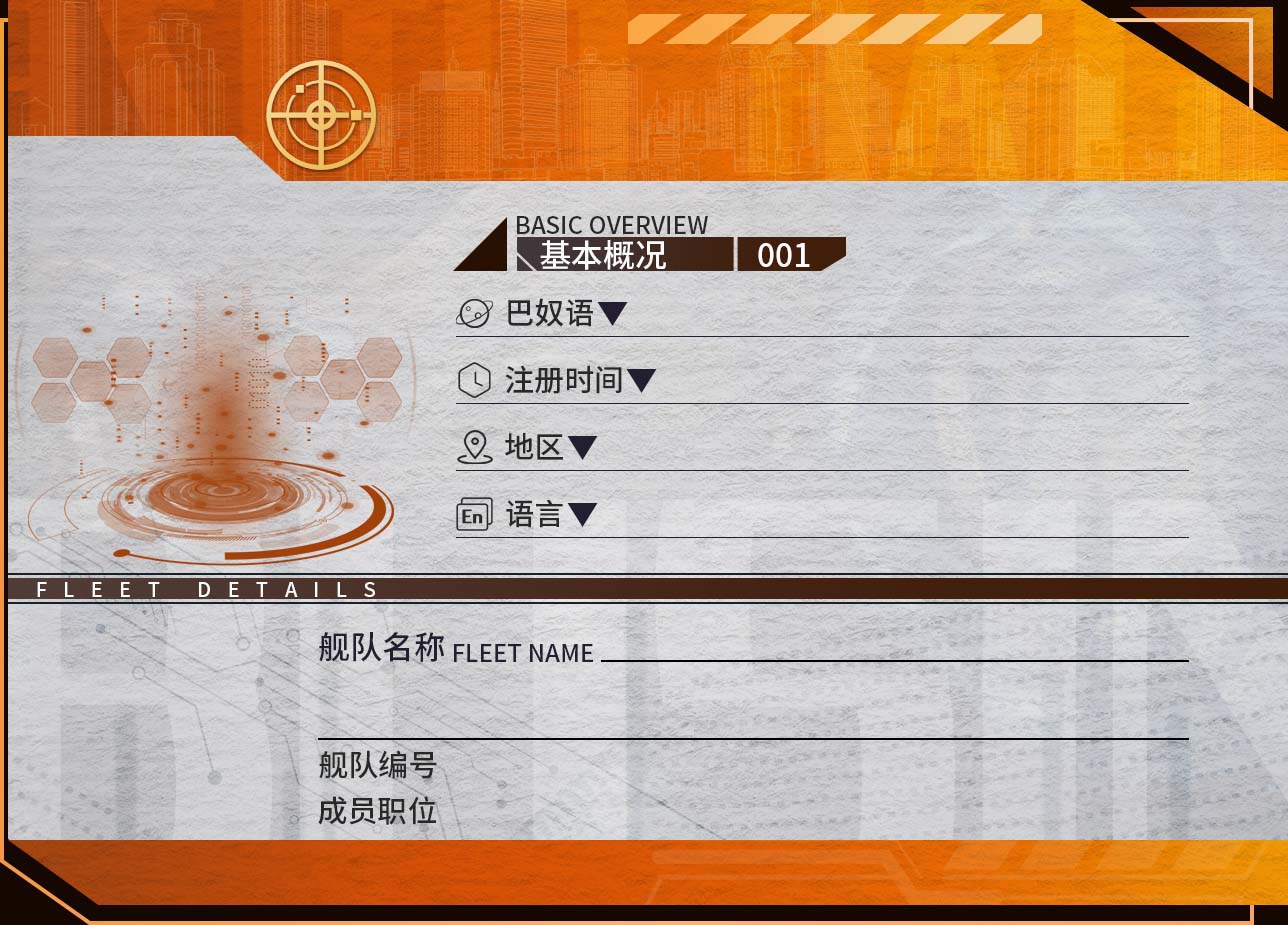 BASIC OVERVIEW
基本概况 001
巴奴语
注册时间
地区
En 语言
FLEET DETAILS
舰队名称 FLEET NAME
舰队编号
成员职位